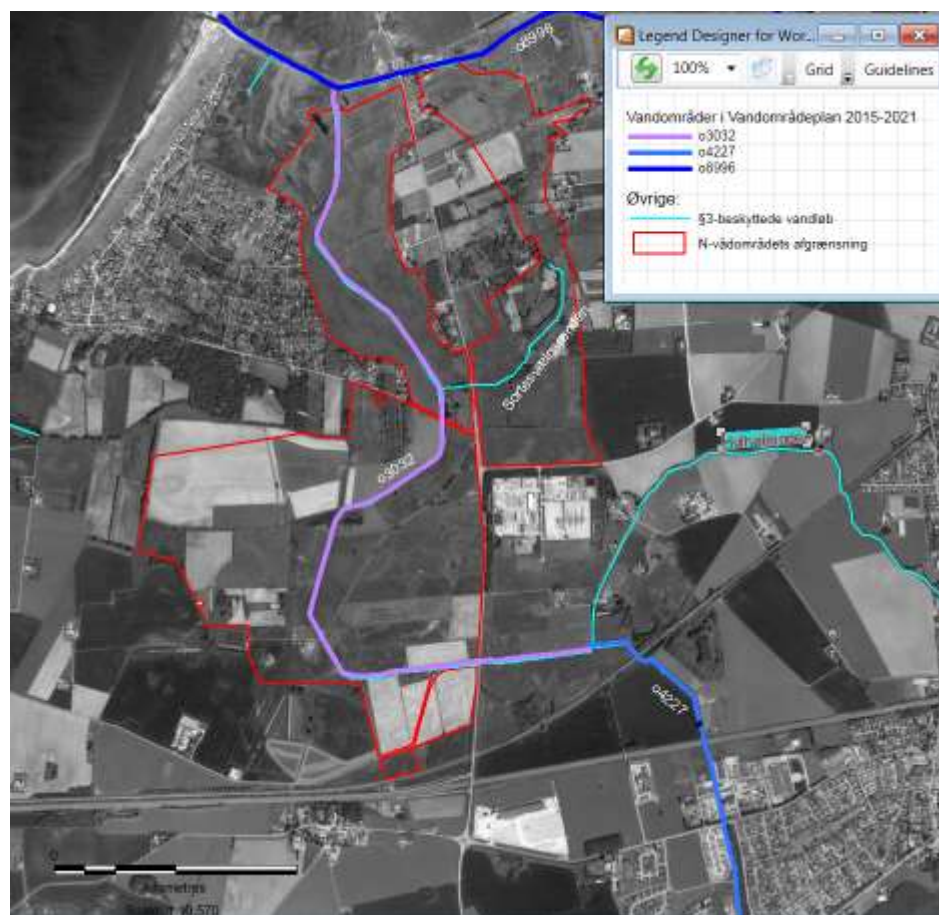 o8996
Legend Designer for Wor...
100%
Grid
Guidelines
Vandområder i Vandområdeplan 2015-2021
o3032
o4227
o8996
Øvrige:
§3-beskyttede vandløb
N-vådområdets afgrænsning
o3032
o4227
0